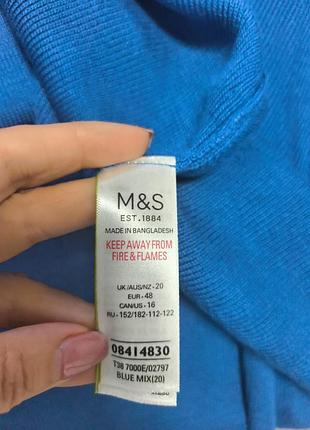 M&S
EST.1884
MADE IN BANGLADESH
KEEP AWAY FROM
FIRE & FLAMES
UK/AUS/NZ - 20
EUR - 48
CAN/US - 16
RU - 152/182-112-122
08414830
T38 7000E/02797
BLUE MIX(20)